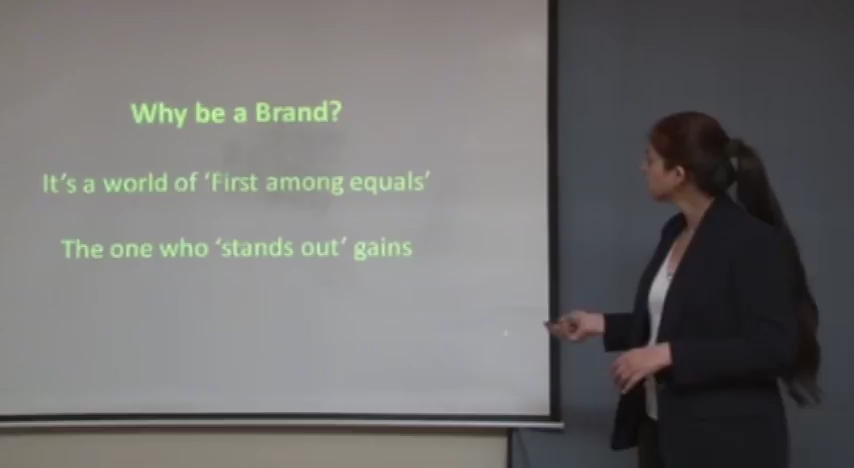 Why be a Brand?
It's a world of 'First among equals'
The one who 'stands out' gains